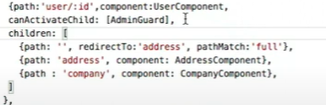 {path:'user/:id',component:UserComponent,
canActivateChild: [AdminGuard],
children: [
{path: '', redirectTo:'address', pathMatch:'full'},
{path: 'address', component: AddressComponent},
{path : 'company', component: CompanyComponent},
]
},